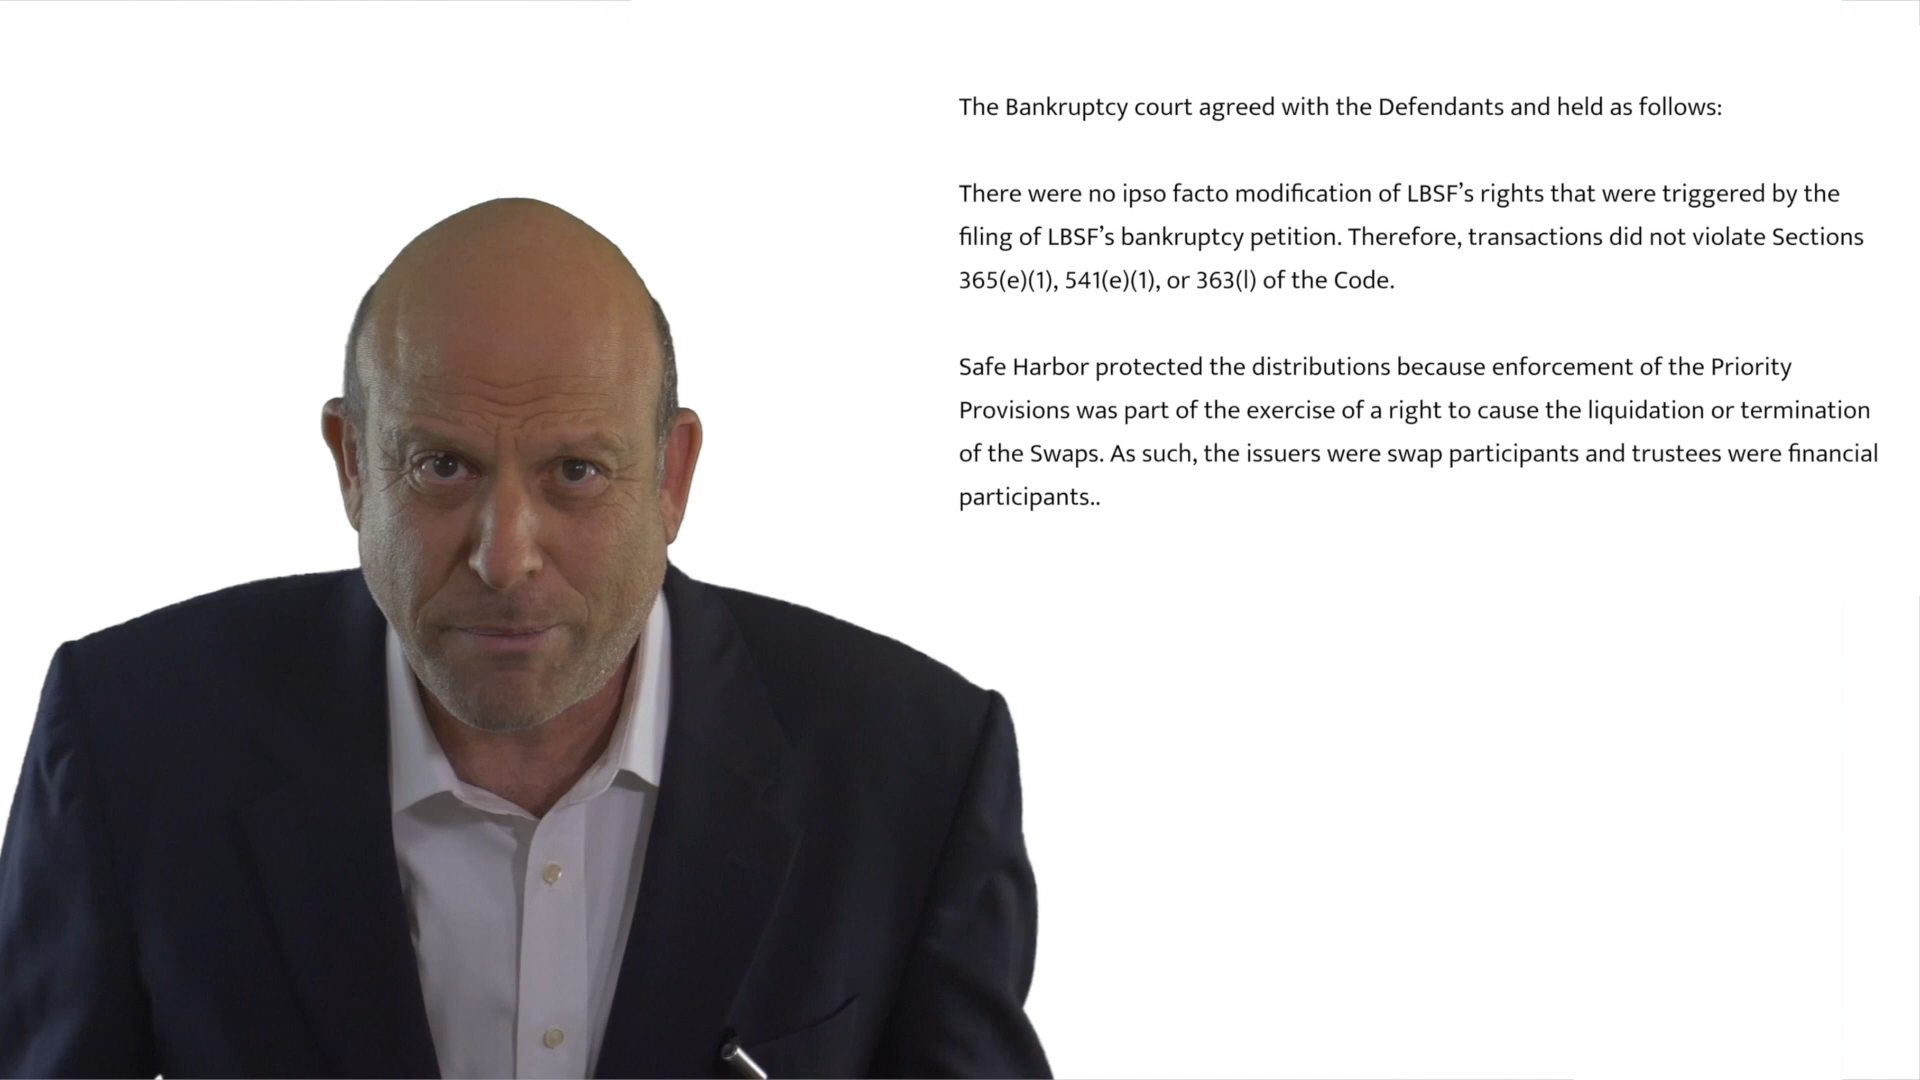 The Bankruptcy court agreed with the Defendants and held as follows:
There were no ipso facto modification of LBSF’s rights that were triggered by the
filing of LBSF’s bankruptcy petition. Therefore, transactions did not violate Sections
365(e)(1), 541(e)(1), or 363(l) of the Code.
Safe Harbor protected the distributions because enforcement of the Priority
Provisions was part of the exercise of a right to cause the liquidation or termination
of the Swaps. As such, the issuers were swap participants and trustees were financial
participants..